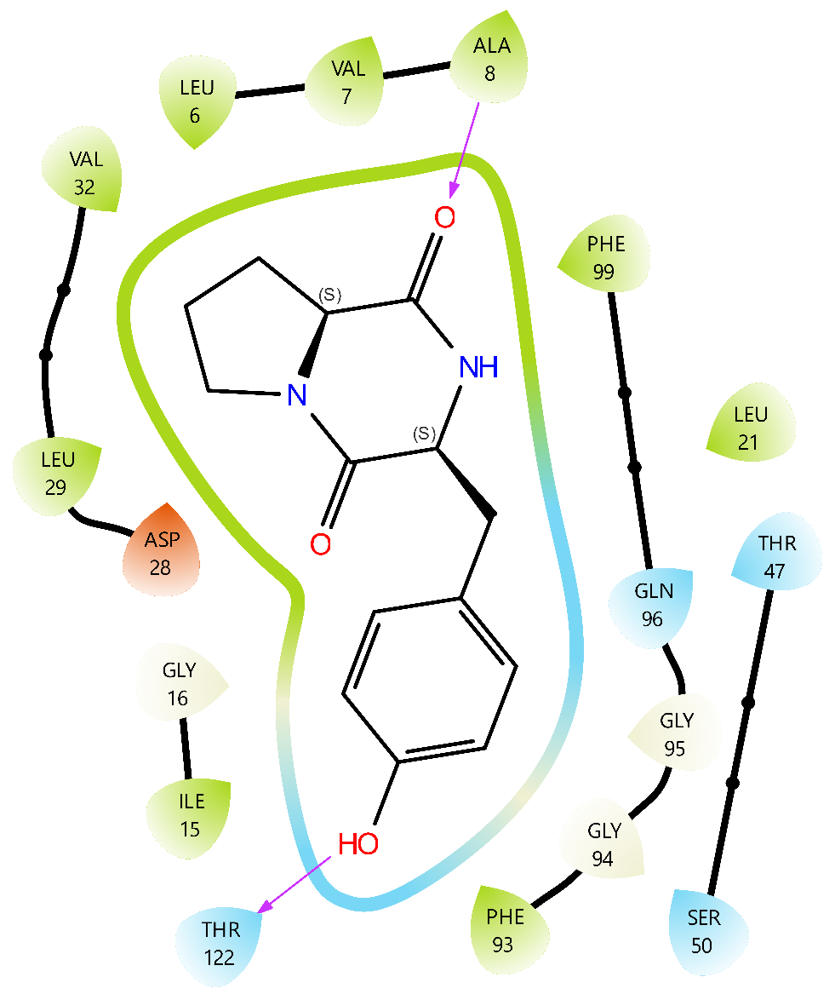 ALA
8
VAL
7
LEU
6
VAL
32
O
PHE
99
(S)
NH
N
LEU
21
(S)
LEU
29
O
ASP
28
THR
47
GLN
96
GLY
16
GLY
95
ILE
15
GLY
94
HO
THR
122
PHE
93
SER
50